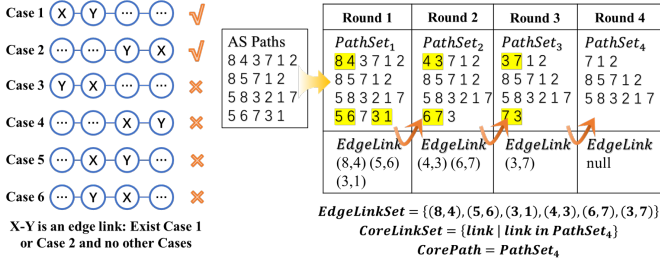 Case 1 X Y ... ...
Case 2 ... ... Y X
Case 3 Y X ... ...
Case 4 ... ... X Y
Case 5 ... X Y ...
Case 6 ... Y X ...
X-Y is an edge link: Exist Case 1
or Case 2 and no other Cases
AS Paths
8 4 3 7 1 2
8 5 7 1 2
5 8 3 2 1 7
5 6 7 3 1
Round 1 Round 2 Round 3 Round 4
PathSet₁ PathSet₂ PathSet₃ PathSet₄
8 4 3 7 1 2 4 3 7 1 2 3 7 1 2 7 1 2
8 5 7 1 2 8 5 7 1 2 8 5 7 1 2 8 5 7 1 2
5 8 3 2 1 7 5 8 3 2 1 7 5 8 3 2 1 7 5 8 3 2 1 7
5 6 7 3 1 6 7 3 7 3
EdgeLink EdgeLink EdgeLink EdgeLink
(8,4) (5,6) (4,3) (6,7) (3,7) null
(3,1)
EdgeLinkSet = {(8,4), (5,6), (3,1), (4,3), (6,7), (3,7)}
CoreLinkSet = {link | link in PathSet₄}
CorePath = PathSet₄